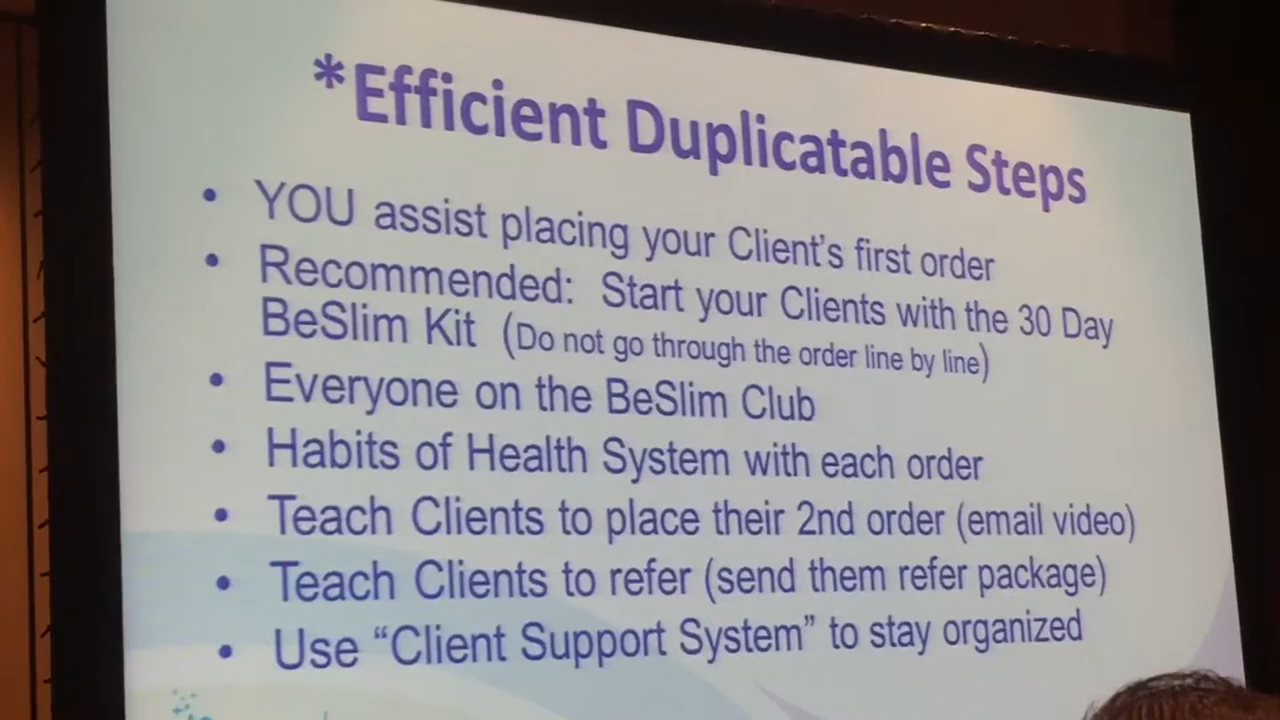 *Efficient Duplicatable Steps
• YOU assist placing your Client's first order
• Recommended: Start your Clients with the 30 Day
BeSlim Kit (Do not go through the order line by line)
• Everyone on the BeSlim Club
• Habits of Health System with each order
• Teach Clients to place their 2nd order (email video)
• Teach Clients to refer (send them refer package)
• Use “Client Support System” to stay organized